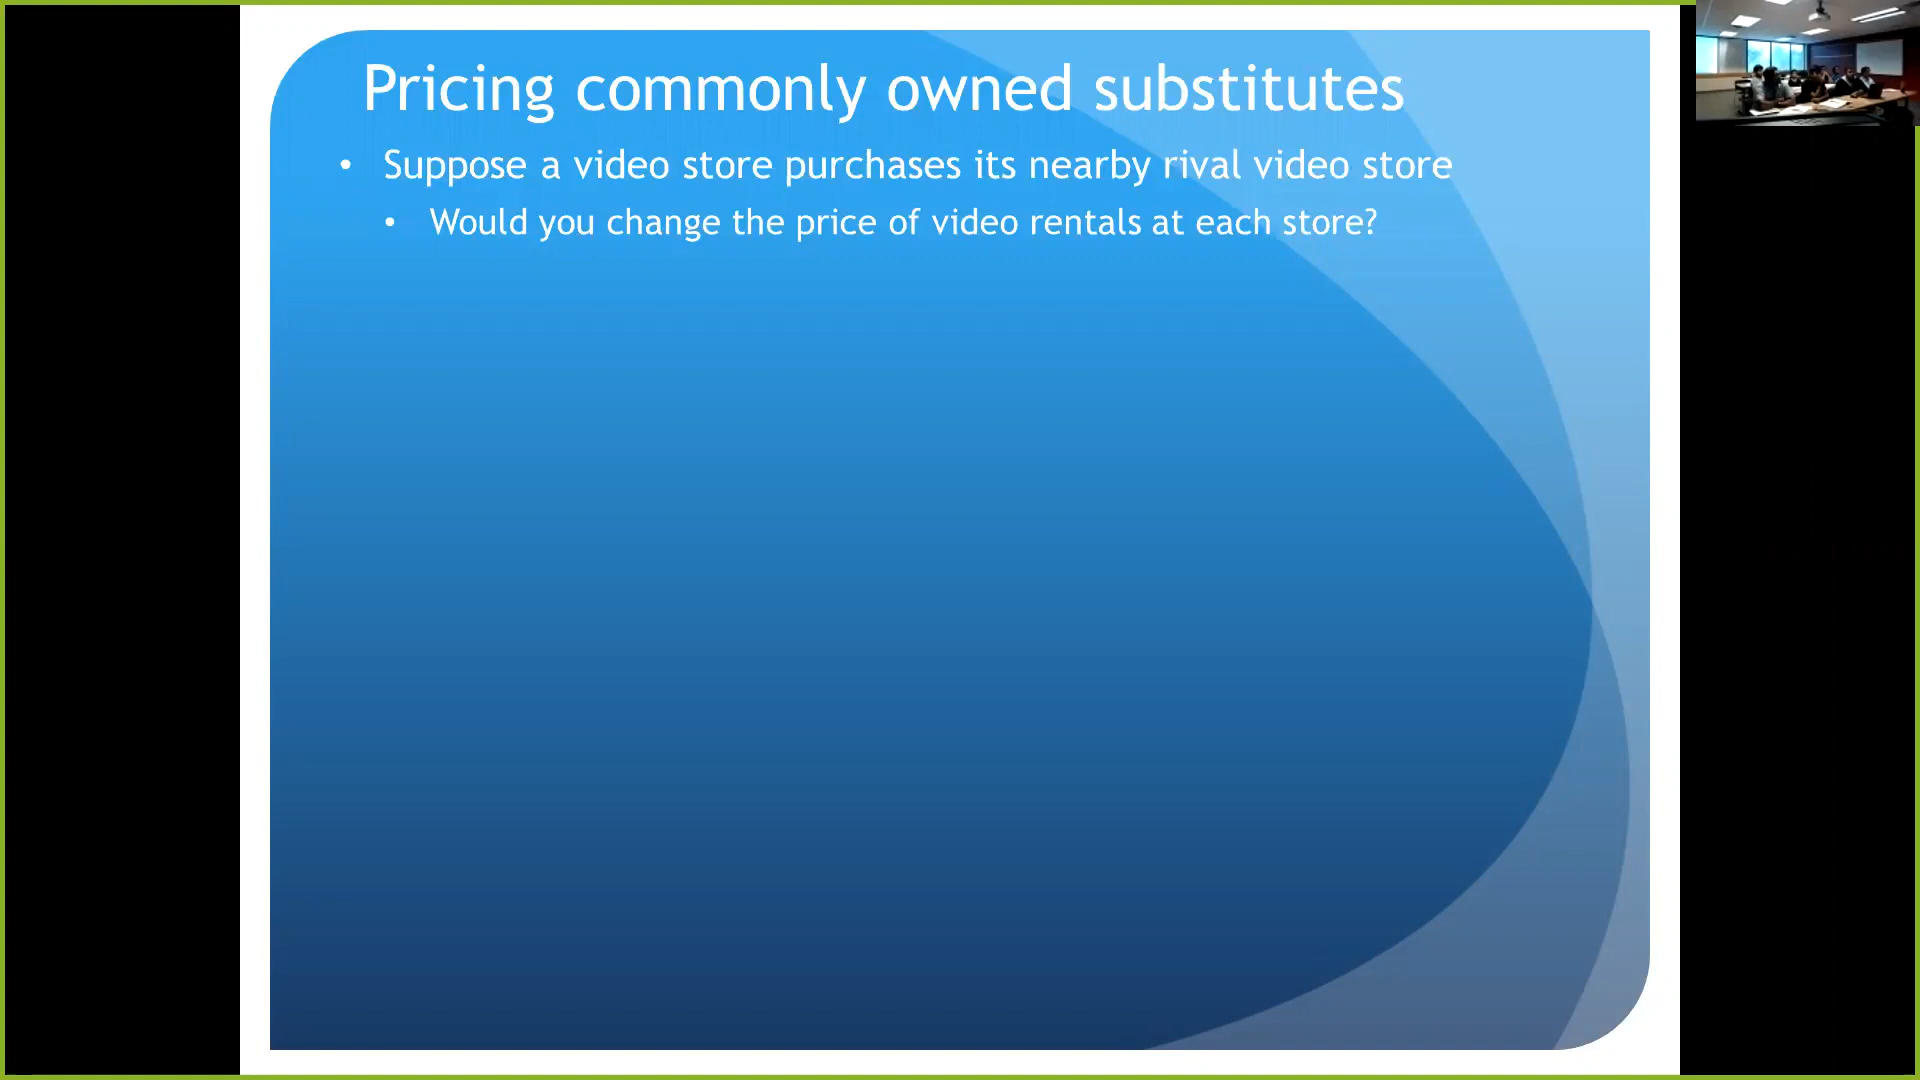 Pricing commonly owned substitutes
• Suppose a video store purchases its nearby rival video store
• Would you change the price of video rentals at each store?